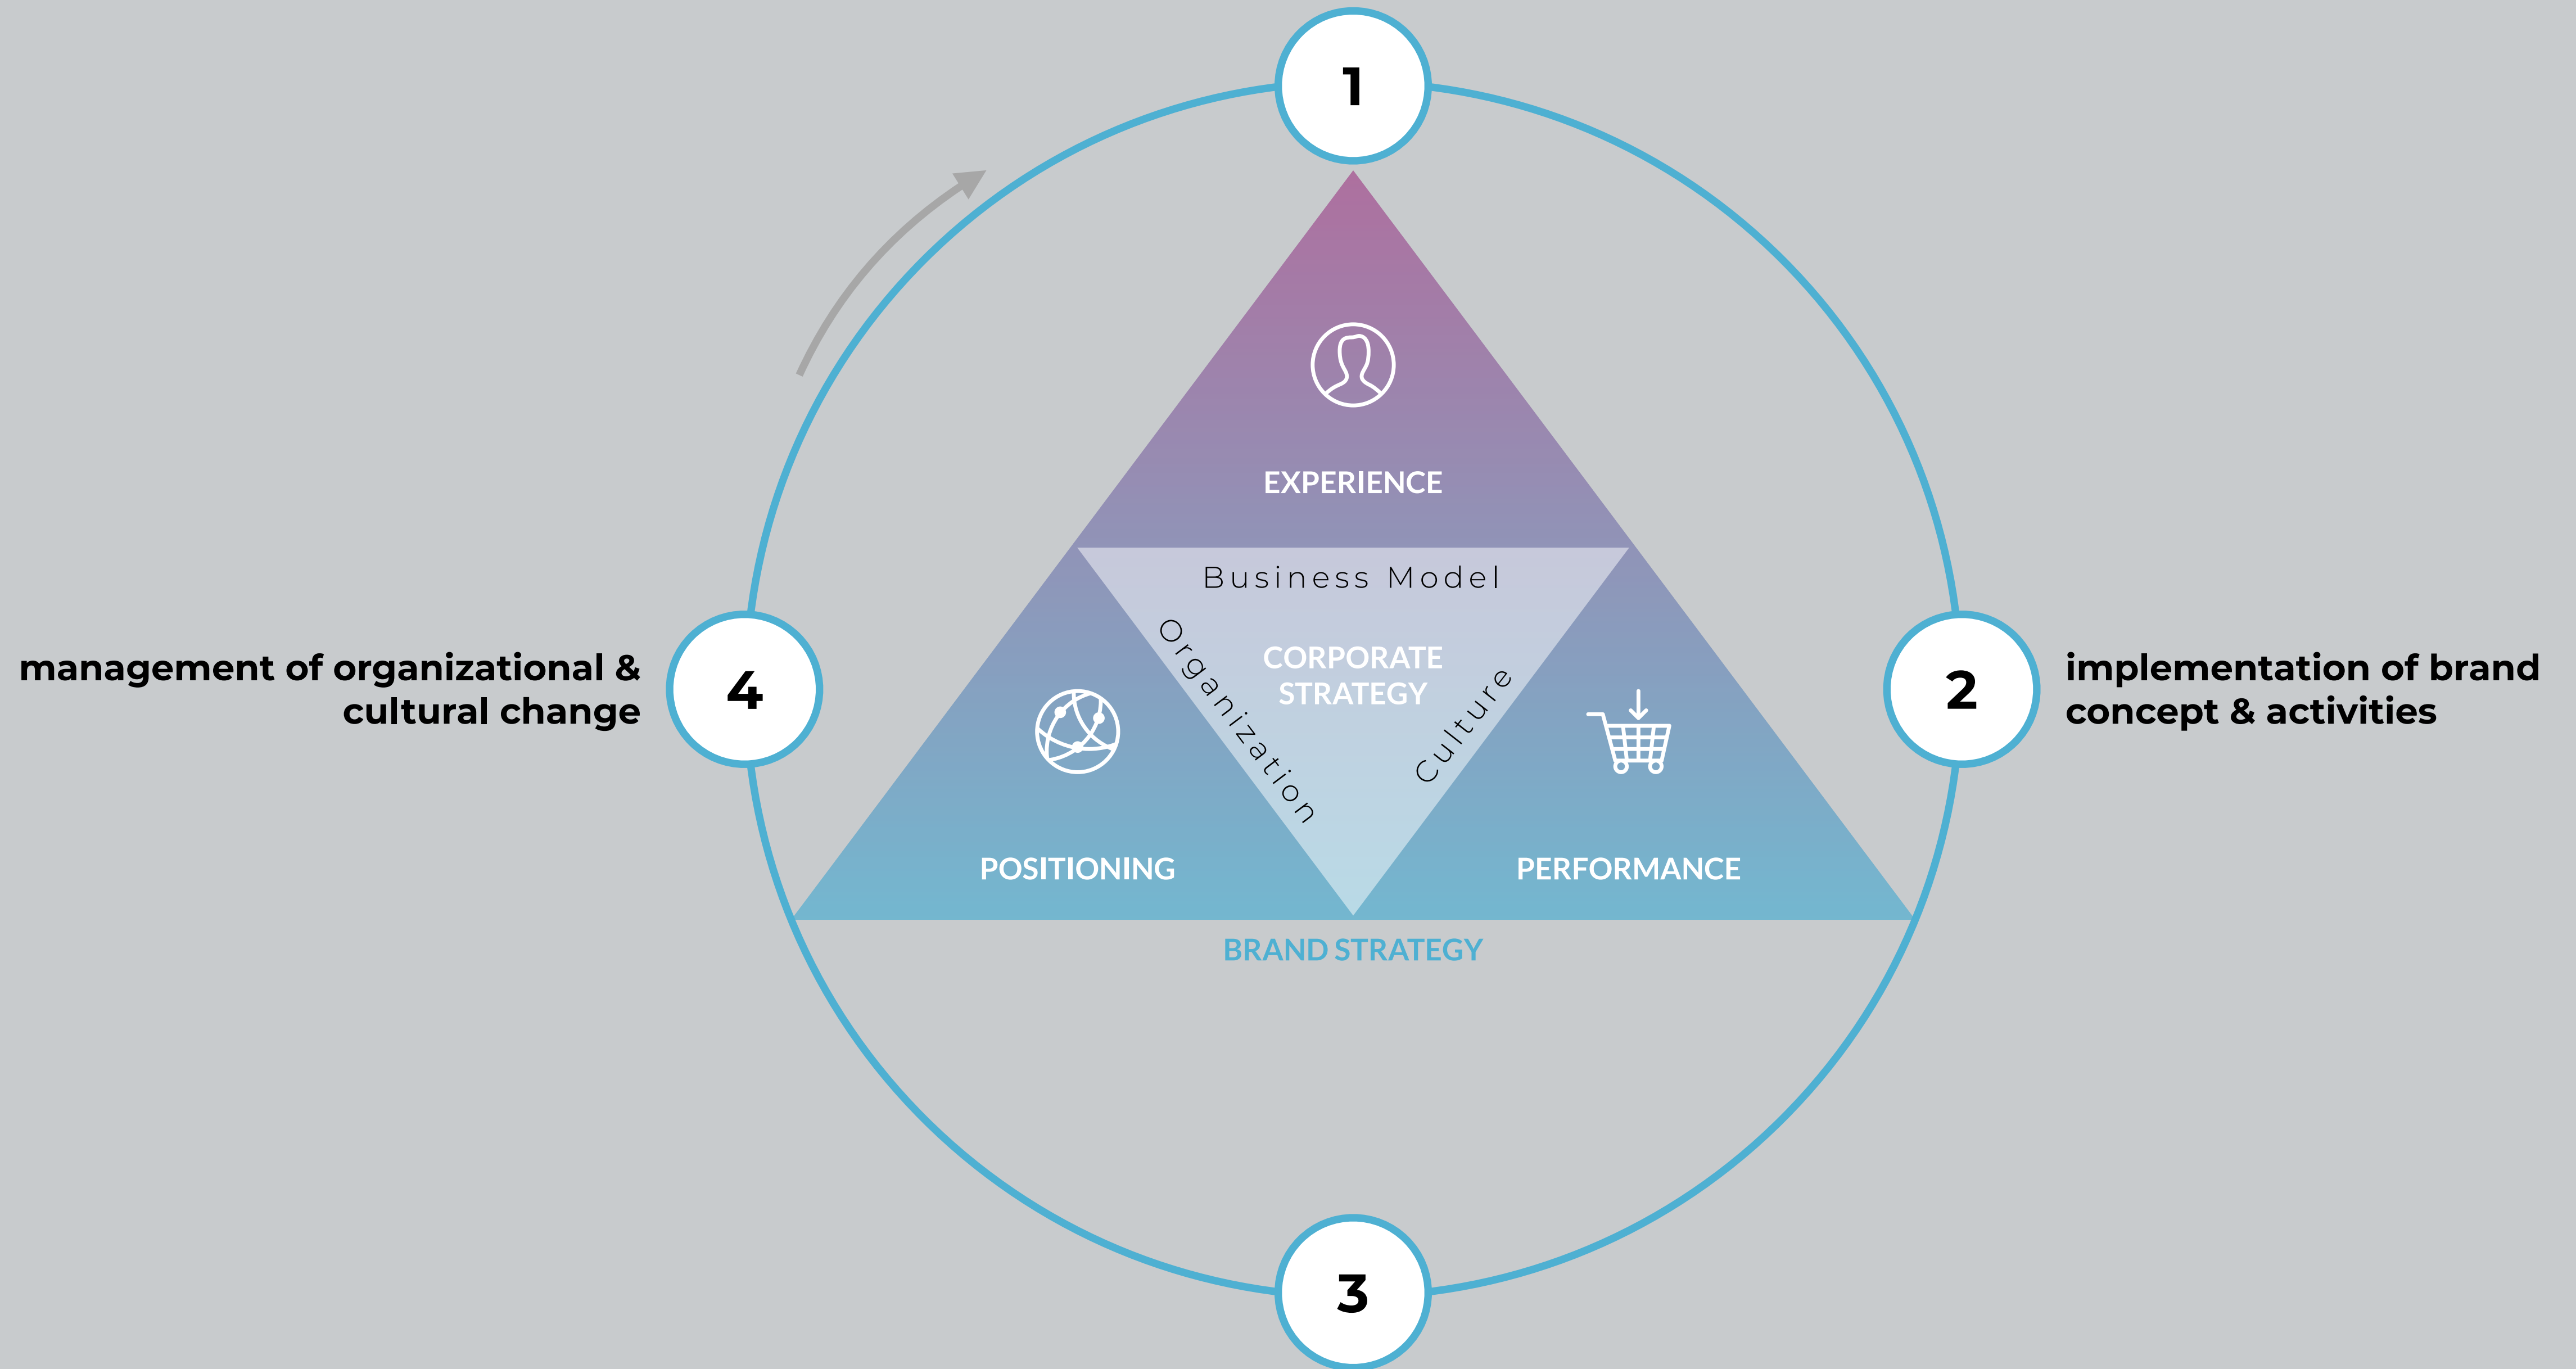 1
EXPERIENCE
Business Model
Organization
CORPORATE
STRATEGY
Culture
management of organizational &
cultural change
4
2
implementation of brand
concept & activities
POSITIONING
PERFORMANCE
BRAND STRATEGY
3